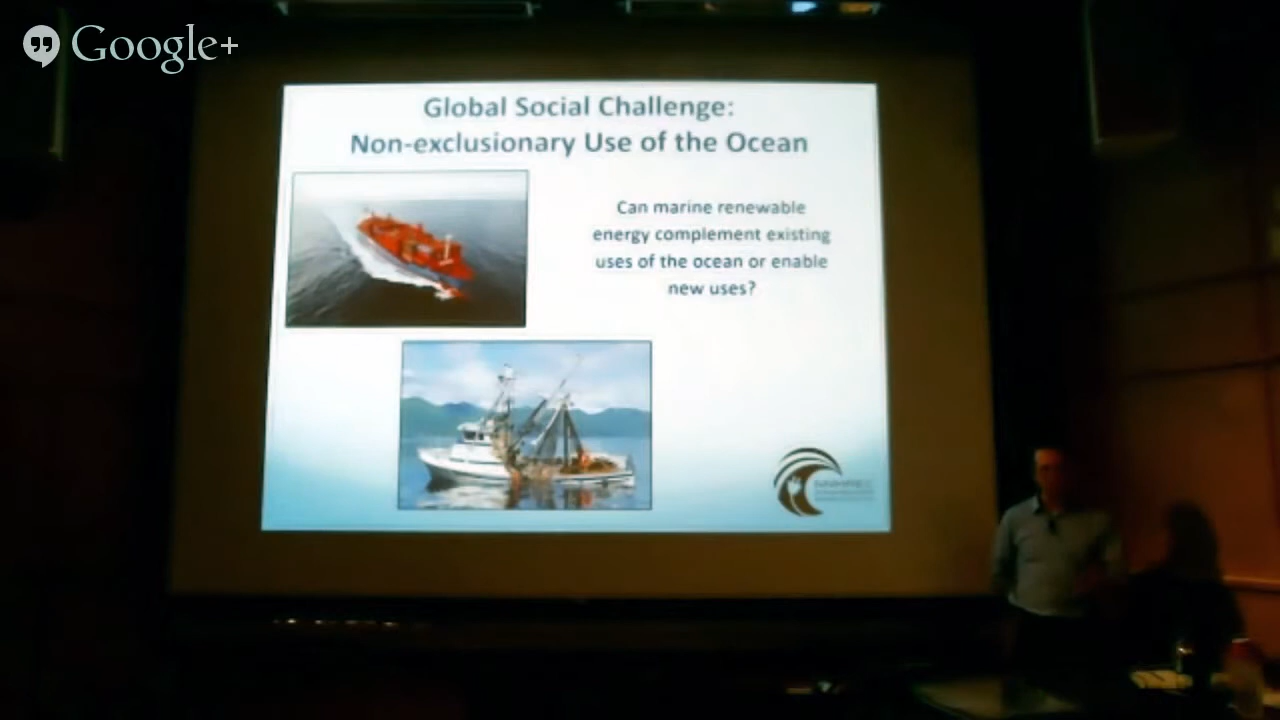 Google+
Global Social Challenge:
Non-exclusionary Use of the Ocean
Can marine renewable
energy complement existing
uses of the ocean or enable
new uses?